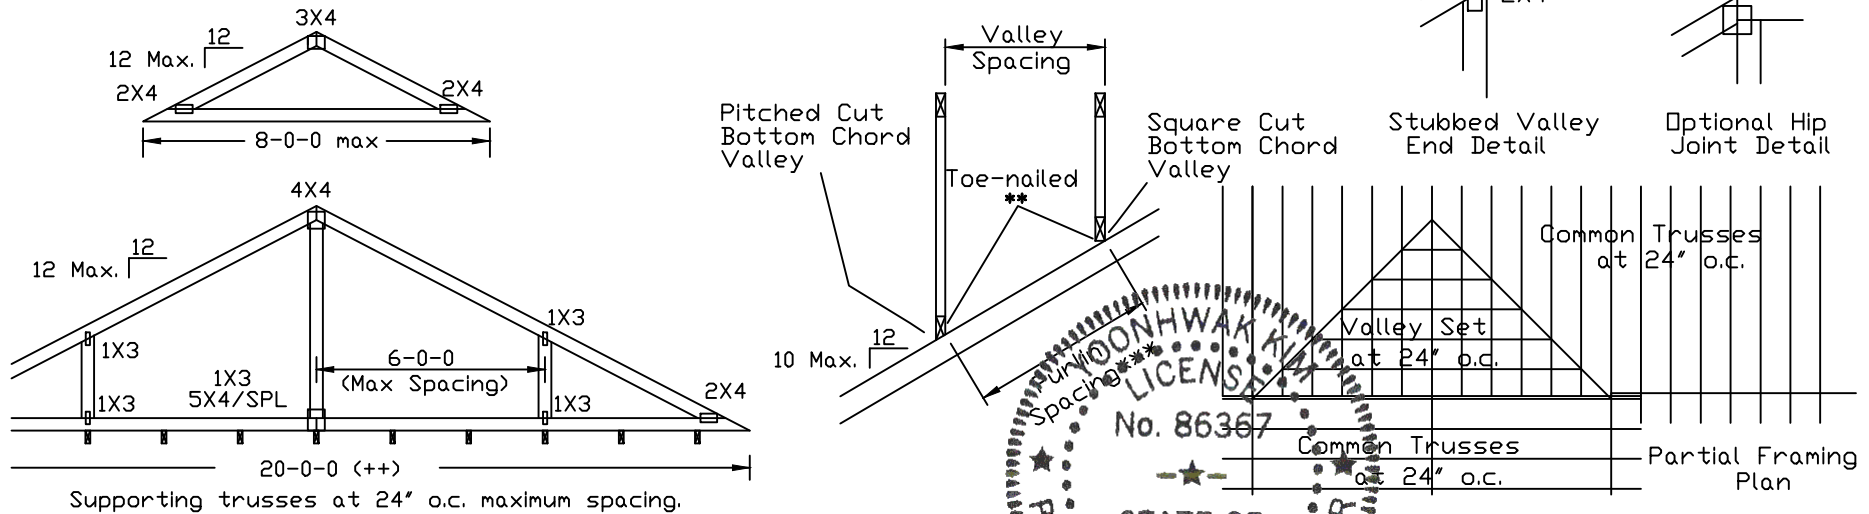 3X4
12
12 Max.
2X4
2X4
8-0-0 max
4X4
12
12 Max.
1X3
1X3
6-0-0
(Max Spacing)
1X3
5X4/SPL
2X4
1X3
1X3
20-0-0 (++)
Supporting trusses at 24" o.c. maximum spacing.
Valley
Spacing
Pitched Cut
Bottom Chord
Valley
Square Cut
Bottom Chord
Valley
Toe-nailed
**
12
10 Max.
Purlin
Spacing***
YOONHWAK KIM
LICENSE
No. 86367
STATE OF
2X4
Stubbed Valley
End Detail
Optional Hip
Joint Detail
Common Trusses
at 24" o.c.
Valley Set
at 24" o.c.
Common Trusses
at 24" o.c.
Partial Framing
Plan